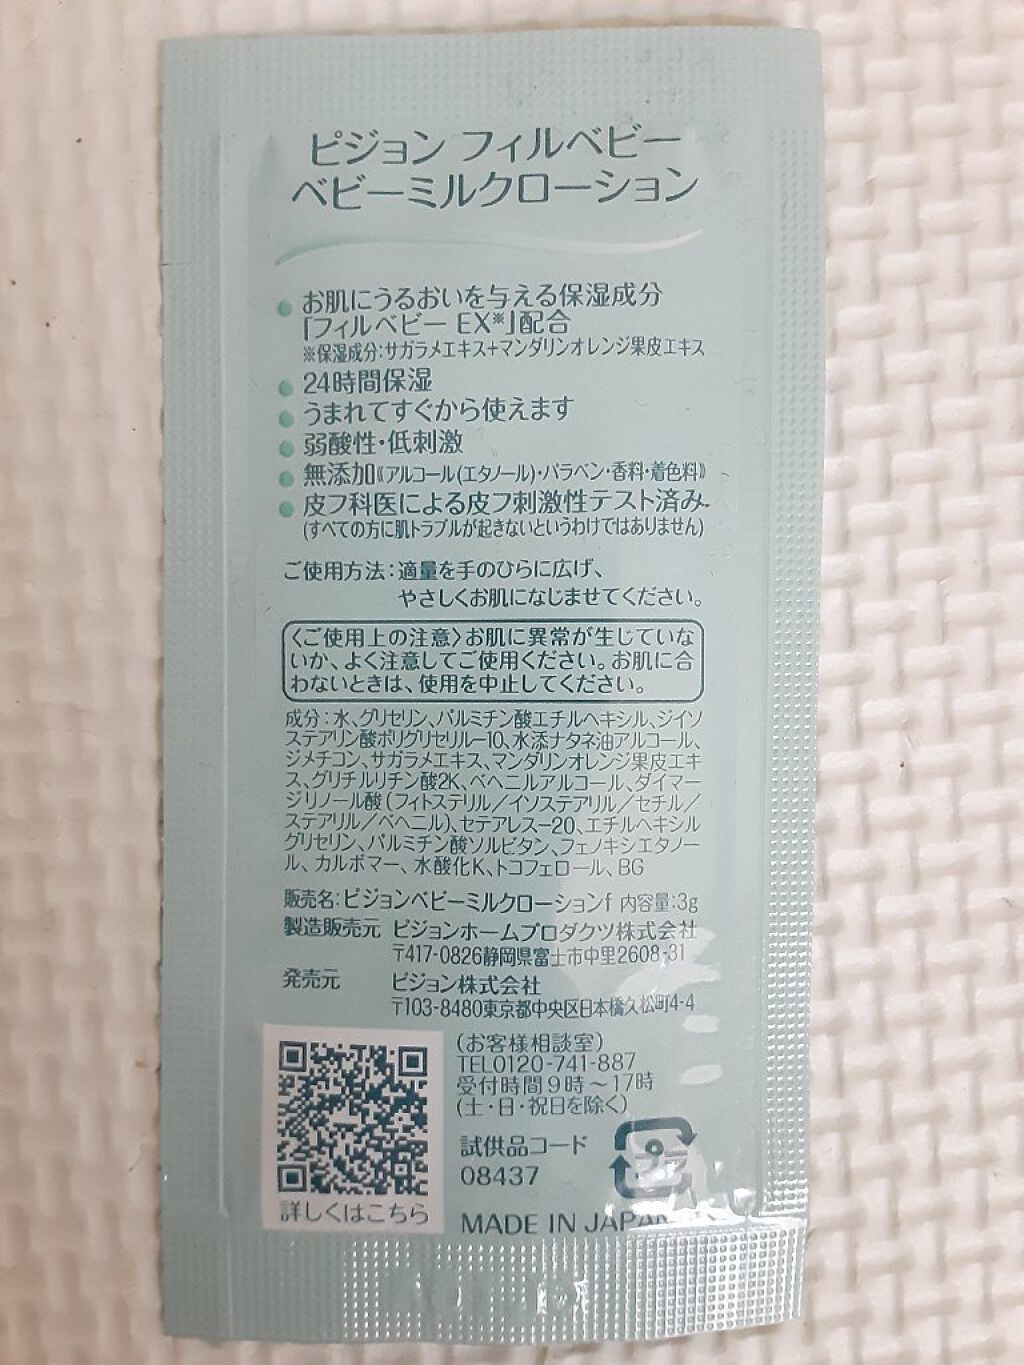 ピジョン フィルベビー
ベビーミルクローション
お肌にうるおいを与える保湿成分
「フィルベビー EX※」配合
※保湿成分:サガラメエキス+マンダリンオレンジ果皮エキス
24時間保湿
うまれてすぐから使えます
弱酸性・低刺激
無添加《アルコール(エタノール)・パラベン・香料・着色料》
皮フ科医による皮フ刺激性テスト済み
(すべての方に肌トラブルが起きないというわけではありません)
ご使用方法:適量を手のひらに広げ、
やさしくお肌になじませてください。
〈ご使用上の注意〉お肌に異常が生じていな
いか、よく注意してご使用ください。お肌に合
わないときは、使用を中止してください。
成分:水、グリセリン、パルミチン酸エチルヘキシル、ジイソ
ステアリン酸ポリグリセリル-10、水添ナタネ油アルコール、
ジメチコン、サガラメエキス、マンダリンオレンジ果皮エキ
ス、グリチルリチン酸2K、ベヘニルアルコール、ダイマー
ジリノール酸(フィトステリル/イソステアリル/セチル/
ステアリル/ベヘニル)、セテアレス-20、エチルヘキシル
グリセリン、パルミチン酸ソルビタン、フェノキシエタノー
ル、カルボマー、水酸化K、トコフェロール、BG
販売名:ピジョンベビーミルクローションf 内容量:3g
製造販売元 ピジョンホームプロダクツ株式会社
〒417-0826静岡県富士市中里2608-31
発売元 ピジョン株式会社
〒103-8480東京都中央区日本橋久松町4-4
(お客様相談室)
TEL0120-741-887
受付時間9時～17時
(土・日・祝日を除く)
試供品コード
08437
プラ
MADE IN JAPAN
詳しくはこちら